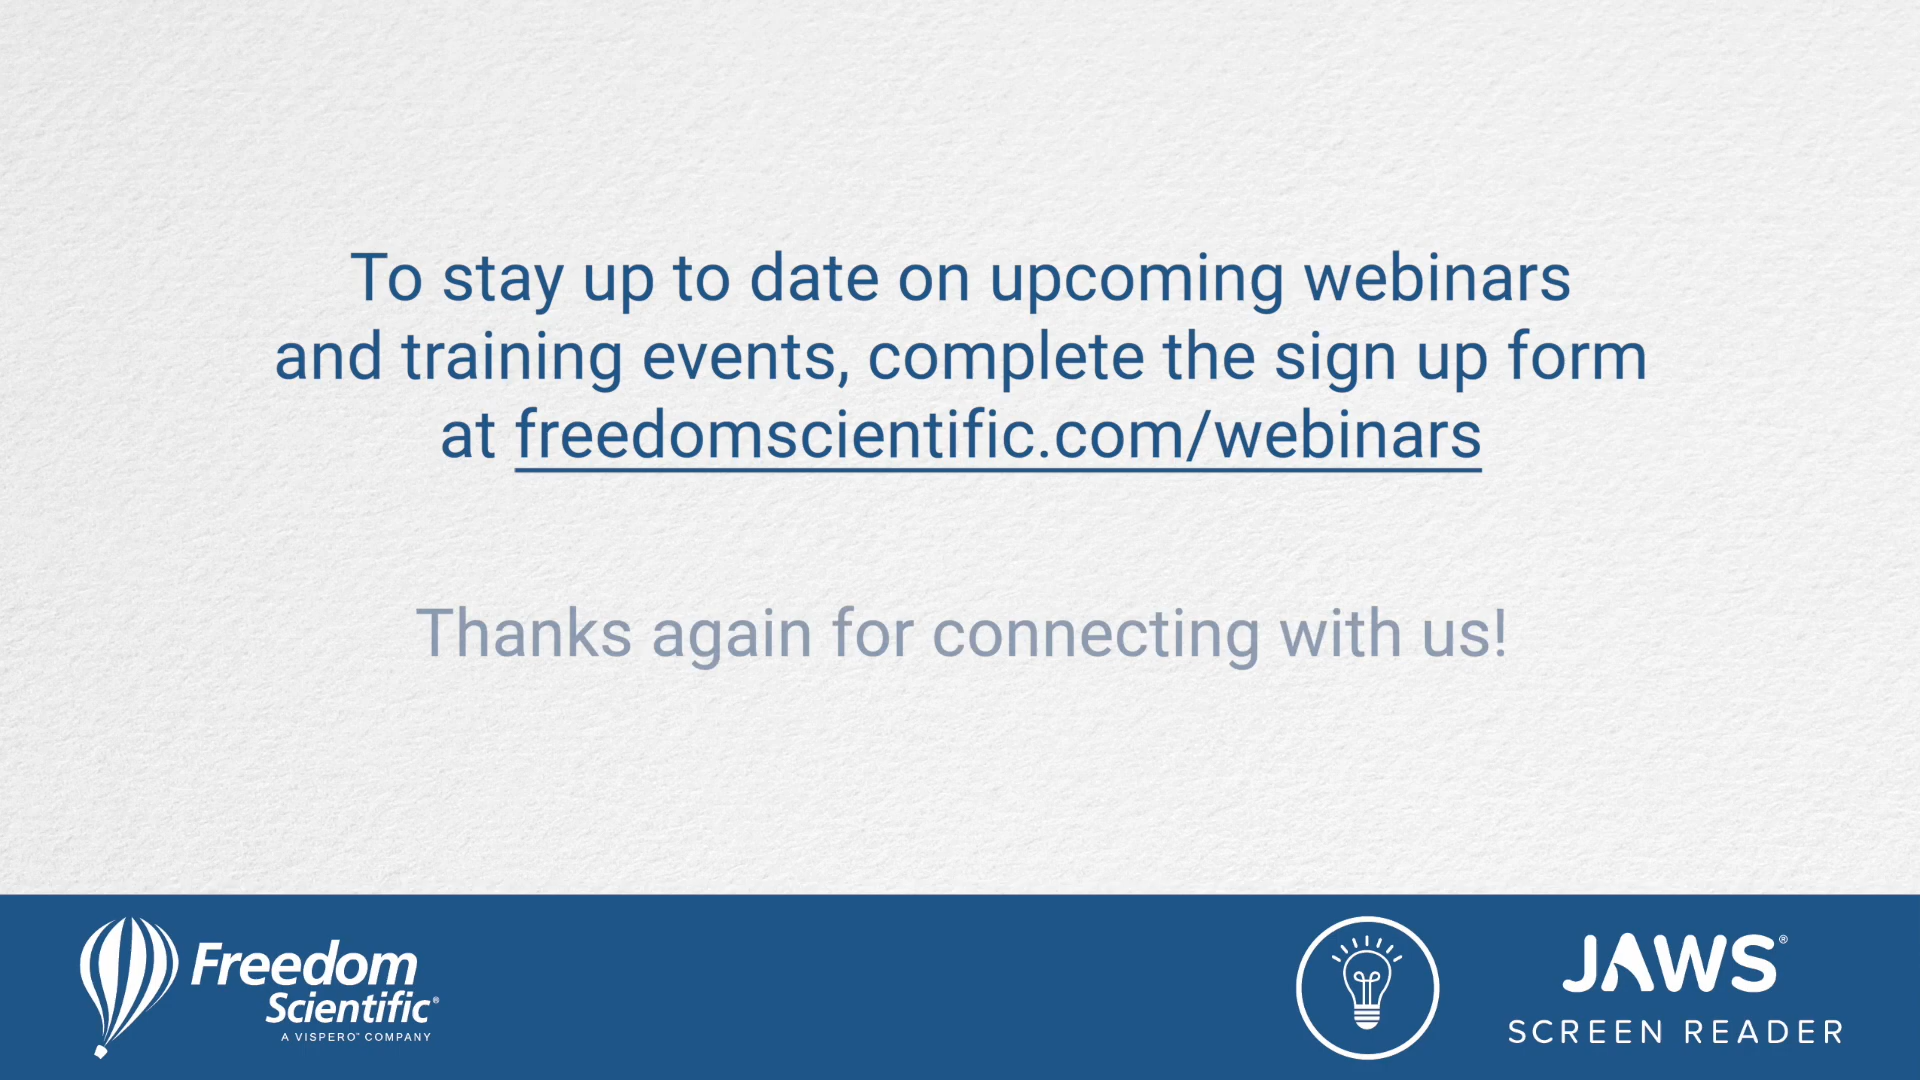 To stay up to date on upcoming webinars
and training events, complete the sign up form
at freedomscientific.com/webinars
Thanks again for connecting with us!
Freedom
Scientific®
A VISPERO™ COMPANY
JAWS®
SCREEN READER